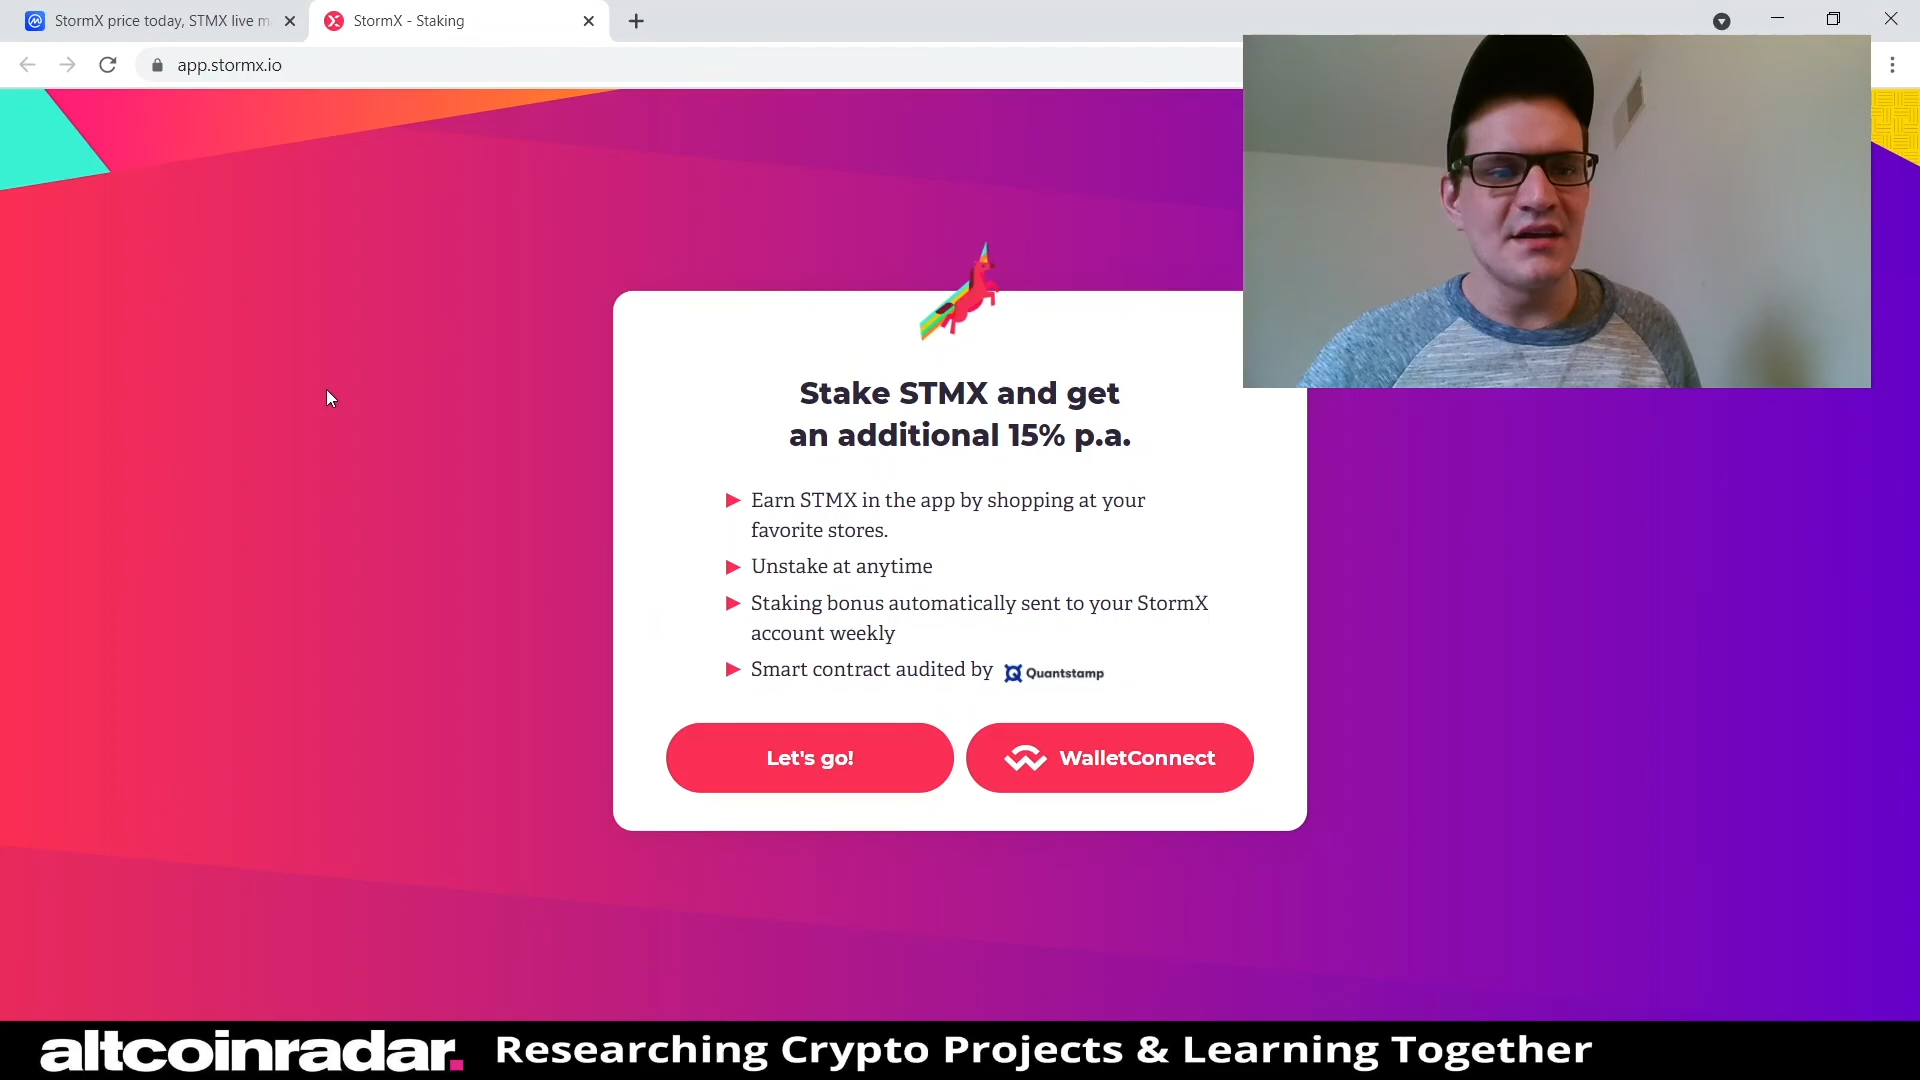 StormX price today, STMX live m
StormX - Staking
app.stormx.io
Stake STMX and get
an additional 15% p.a.
Earn STMX in the app by shopping at your
favorite stores.
Unstake at anytime
Staking bonus automatically sent to your StormX
account weekly
Smart contract audited by Quantstamp
Let's go!
WalletConnect
altcoinradar. Researching Crypto Projects & Learning Together